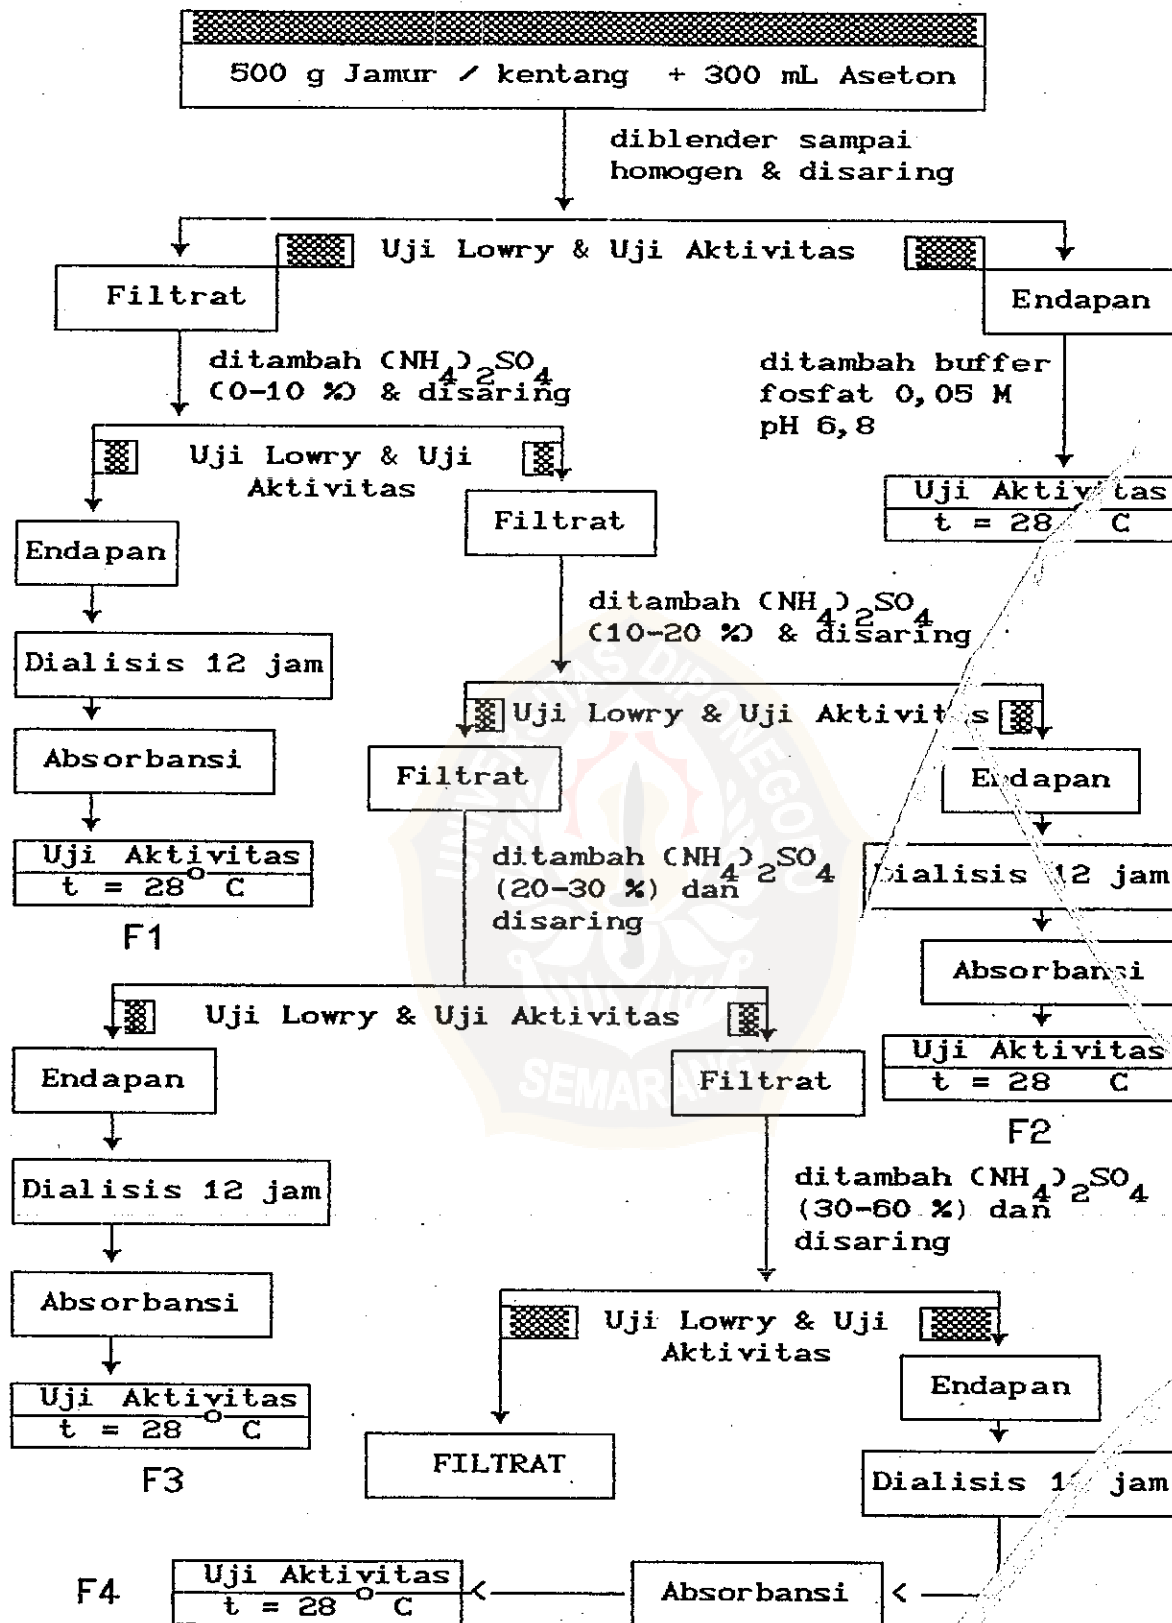 500 g Jamur / kentang + 300 mL Aseton
diblender sampai
homogen & disaring
Uji Lowry & Uji Aktivitas
Filtrat
Endapan
ditambah (NH4)2SO4
(0-10 %) & disaring
ditambah buffer
fosfat 0,05 M
pH 6,8
Uji Lowry & Uji
Aktivitas
Uji Aktivitas
t = 28 C
Filtrat
Endapan
ditambah (NH4)2SO4
(10-20 %) & disaring
Dialisis 12 jam
Uji Lowry & Uji Aktivitas
Absorbansi
Filtrat
Endapan
Uji Aktivitas
t = 28° C
F1
ditambah (NH4)2SO4
(20-30 %) dan
disaring
Dialisis 12 jam
Absorbansi
Uji Lowry & Uji Aktivitas
Uji Aktivitas
t = 28 C
F2
Endapan
Filtrat
Dialisis 12 jam
ditambah (NH4)2SO4
(30-60 %) dan
disaring
Absorbansi
Uji Lowry & Uji
Aktivitas
Uji Aktivitas
t = 28° C
F3
Endapan
FILTRAT
Dialisis 12 jam
Absorbansi
F4
Uji Aktivitas
t = 28° C
UNIVERSITAS DIPONEGORO
SEMARANG